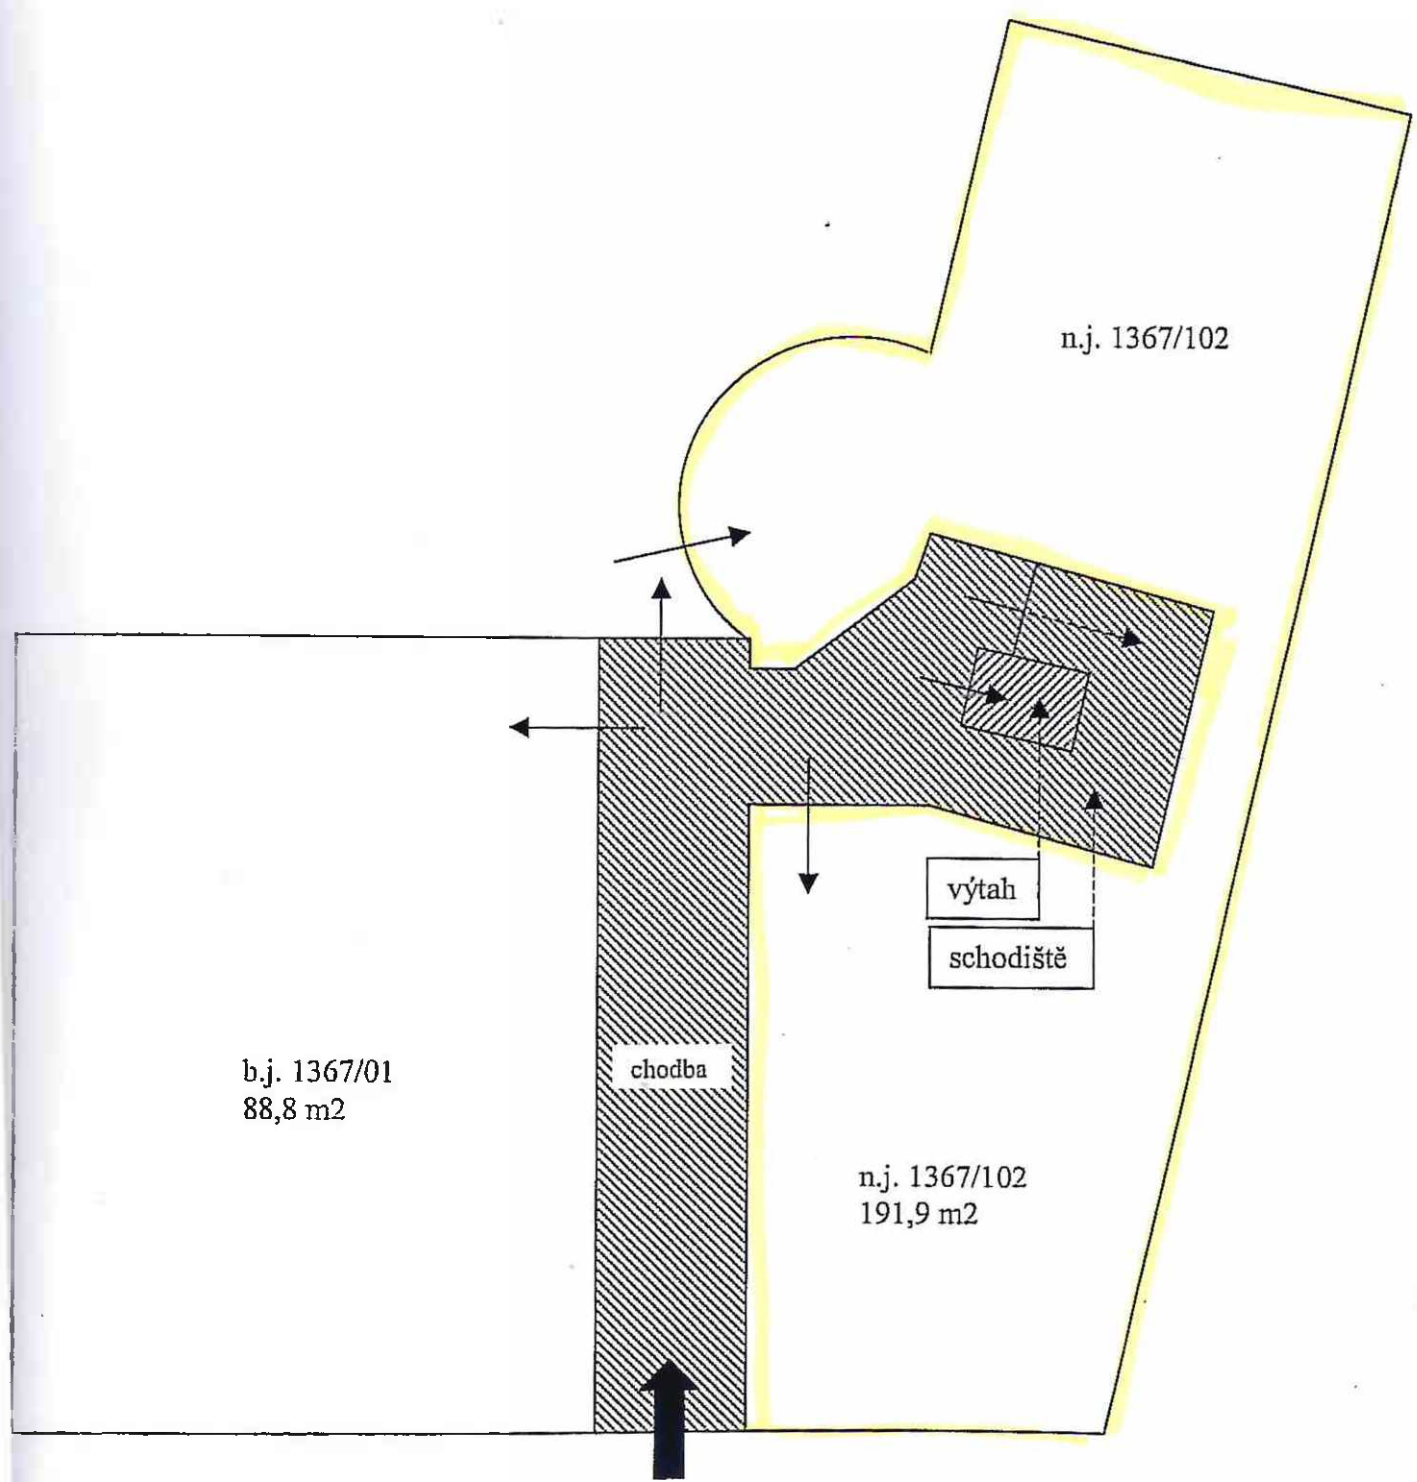 n.j. 1367/102
výtah
schodiště
b.j. 1367/01
88,8 m2
chodba
n.j. 1367/102
191,9 m2